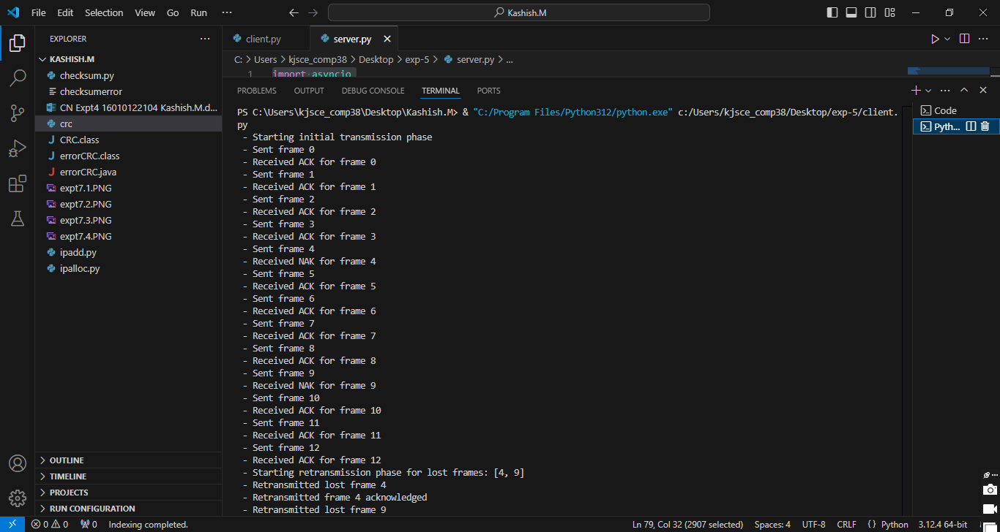 File Edit Selection View Go Run ···
Kashish.M
EXPLORER ···
KASHISH.M
checksum.py
checksumerror
CN Expt4 16010122104 Kashish.M.d...
crc
CRC.class
errorCRC.class
errorCRC.java
expt7.1.PNG
expt7.2.PNG
expt7.3.PNG
expt7.4.PNG
ipadd.py
ipalloc.py
OUTLINE
TIMELINE
PROJECTS
RUN CONFIGURATION
client.py server.py
C: > Users > kjsce_comp38 > Desktop > exp-5 > server.py > ...
1 import asyncio
PROBLEMS OUTPUT DEBUG CONSOLE TERMINAL PORTS
PS C:\Users\kjsce_comp38\Desktop\Kashish.M> & "C:/Program Files/Python312/python.exe" c:/Users/kjsce_comp38/Desktop/exp-5/client.
py
- Starting initial transmission phase
- Sent frame 0
- Received ACK for frame 0
- Sent frame 1
- Received ACK for frame 1
- Sent frame 2
- Received ACK for frame 2
- Sent frame 3
- Received ACK for frame 3
- Sent frame 4
- Received NAK for frame 4
- Sent frame 5
- Received ACK for frame 5
- Sent frame 6
- Received ACK for frame 6
- Sent frame 7
- Received ACK for frame 7
- Sent frame 8
- Received ACK for frame 8
- Sent frame 9
- Received NAK for frame 9
- Sent frame 10
- Received ACK for frame 10
- Sent frame 11
- Received ACK for frame 11
- Sent frame 12
- Received ACK for frame 12
- Starting retransmission phase for lost frames: [4, 9]
- Retransmitted lost frame 4
- Retransmitted frame 4 acknowledged
- Retransmitted lost frame 9
Code
Pyth...
0 0 0 Indexing completed. Ln 79, Col 32 (2907 selected) Spaces: 4 UTF-8 CRLF {} Python 3.12.4 64-bit